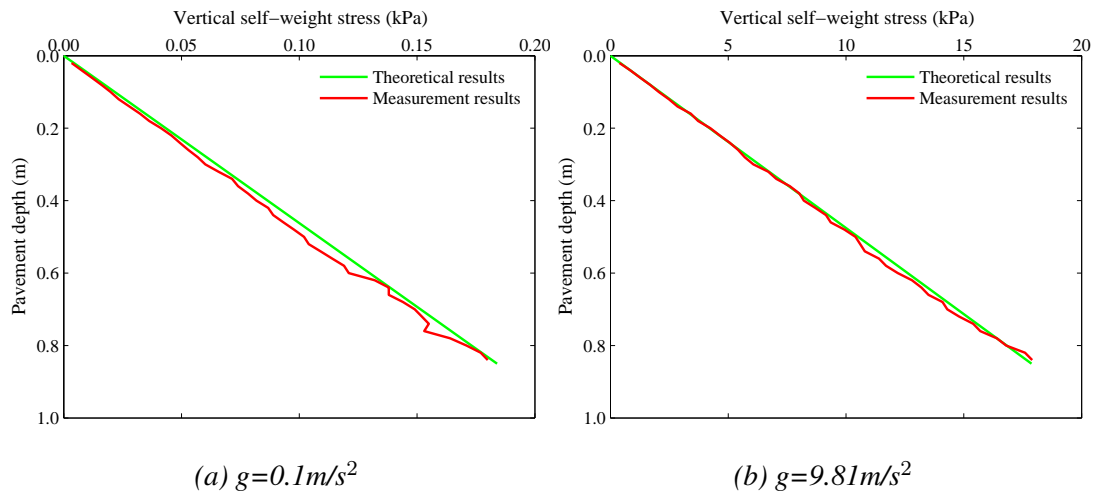 Vertical self−weight stress (kPa)
0.00 0.05 0.10 0.15 0.20
0.0
0.2
0.4
0.6
0.8
1.0
Pavement depth (m)
Theoretical results
Measurement results
(a) g=0.1m/s²
Vertical self−weight stress (kPa)
0 5 10 15 20
0.0
0.2
0.4
0.6
0.8
1.0
Pavement depth (m)
Theoretical results
Measurement results
(b) g=9.81m/s²